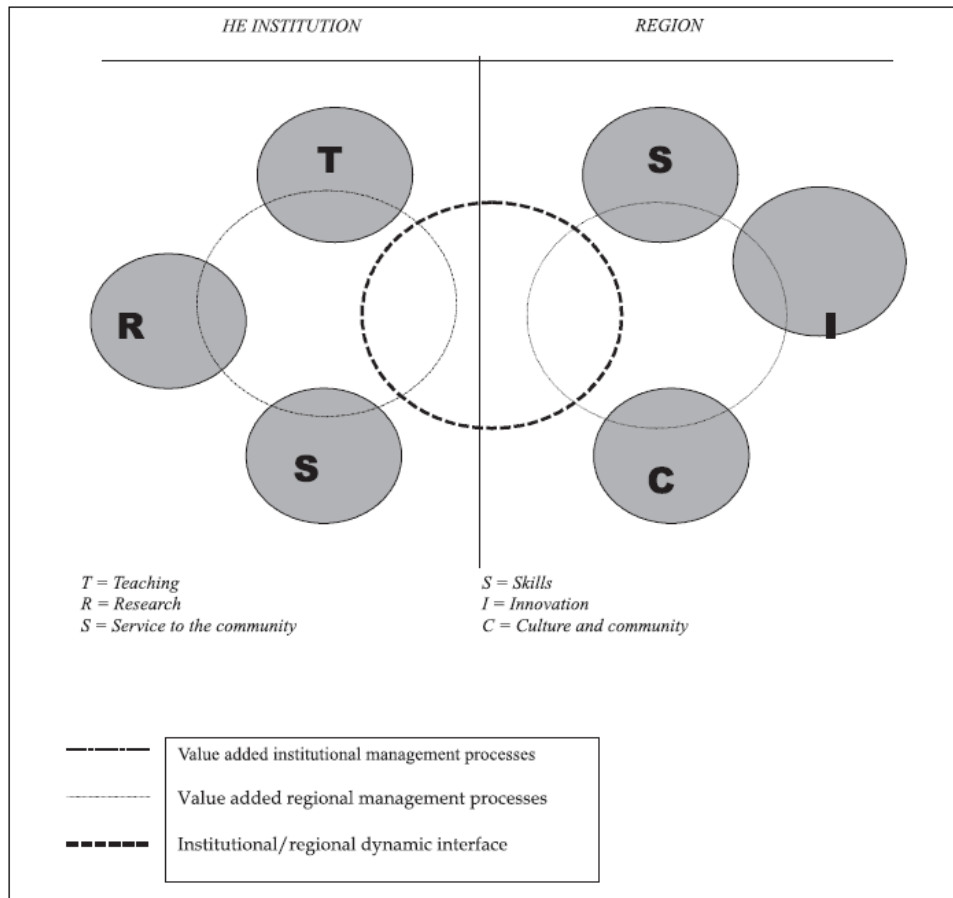 HE INSTITUTION
REGION
T
S
R
I
S
C
T = Teaching
R = Research
S = Service to the community
S = Skills
I = Innovation
C = Culture and community
Value added institutional management processes
Value added regional management processes
Institutional/regional dynamic interface